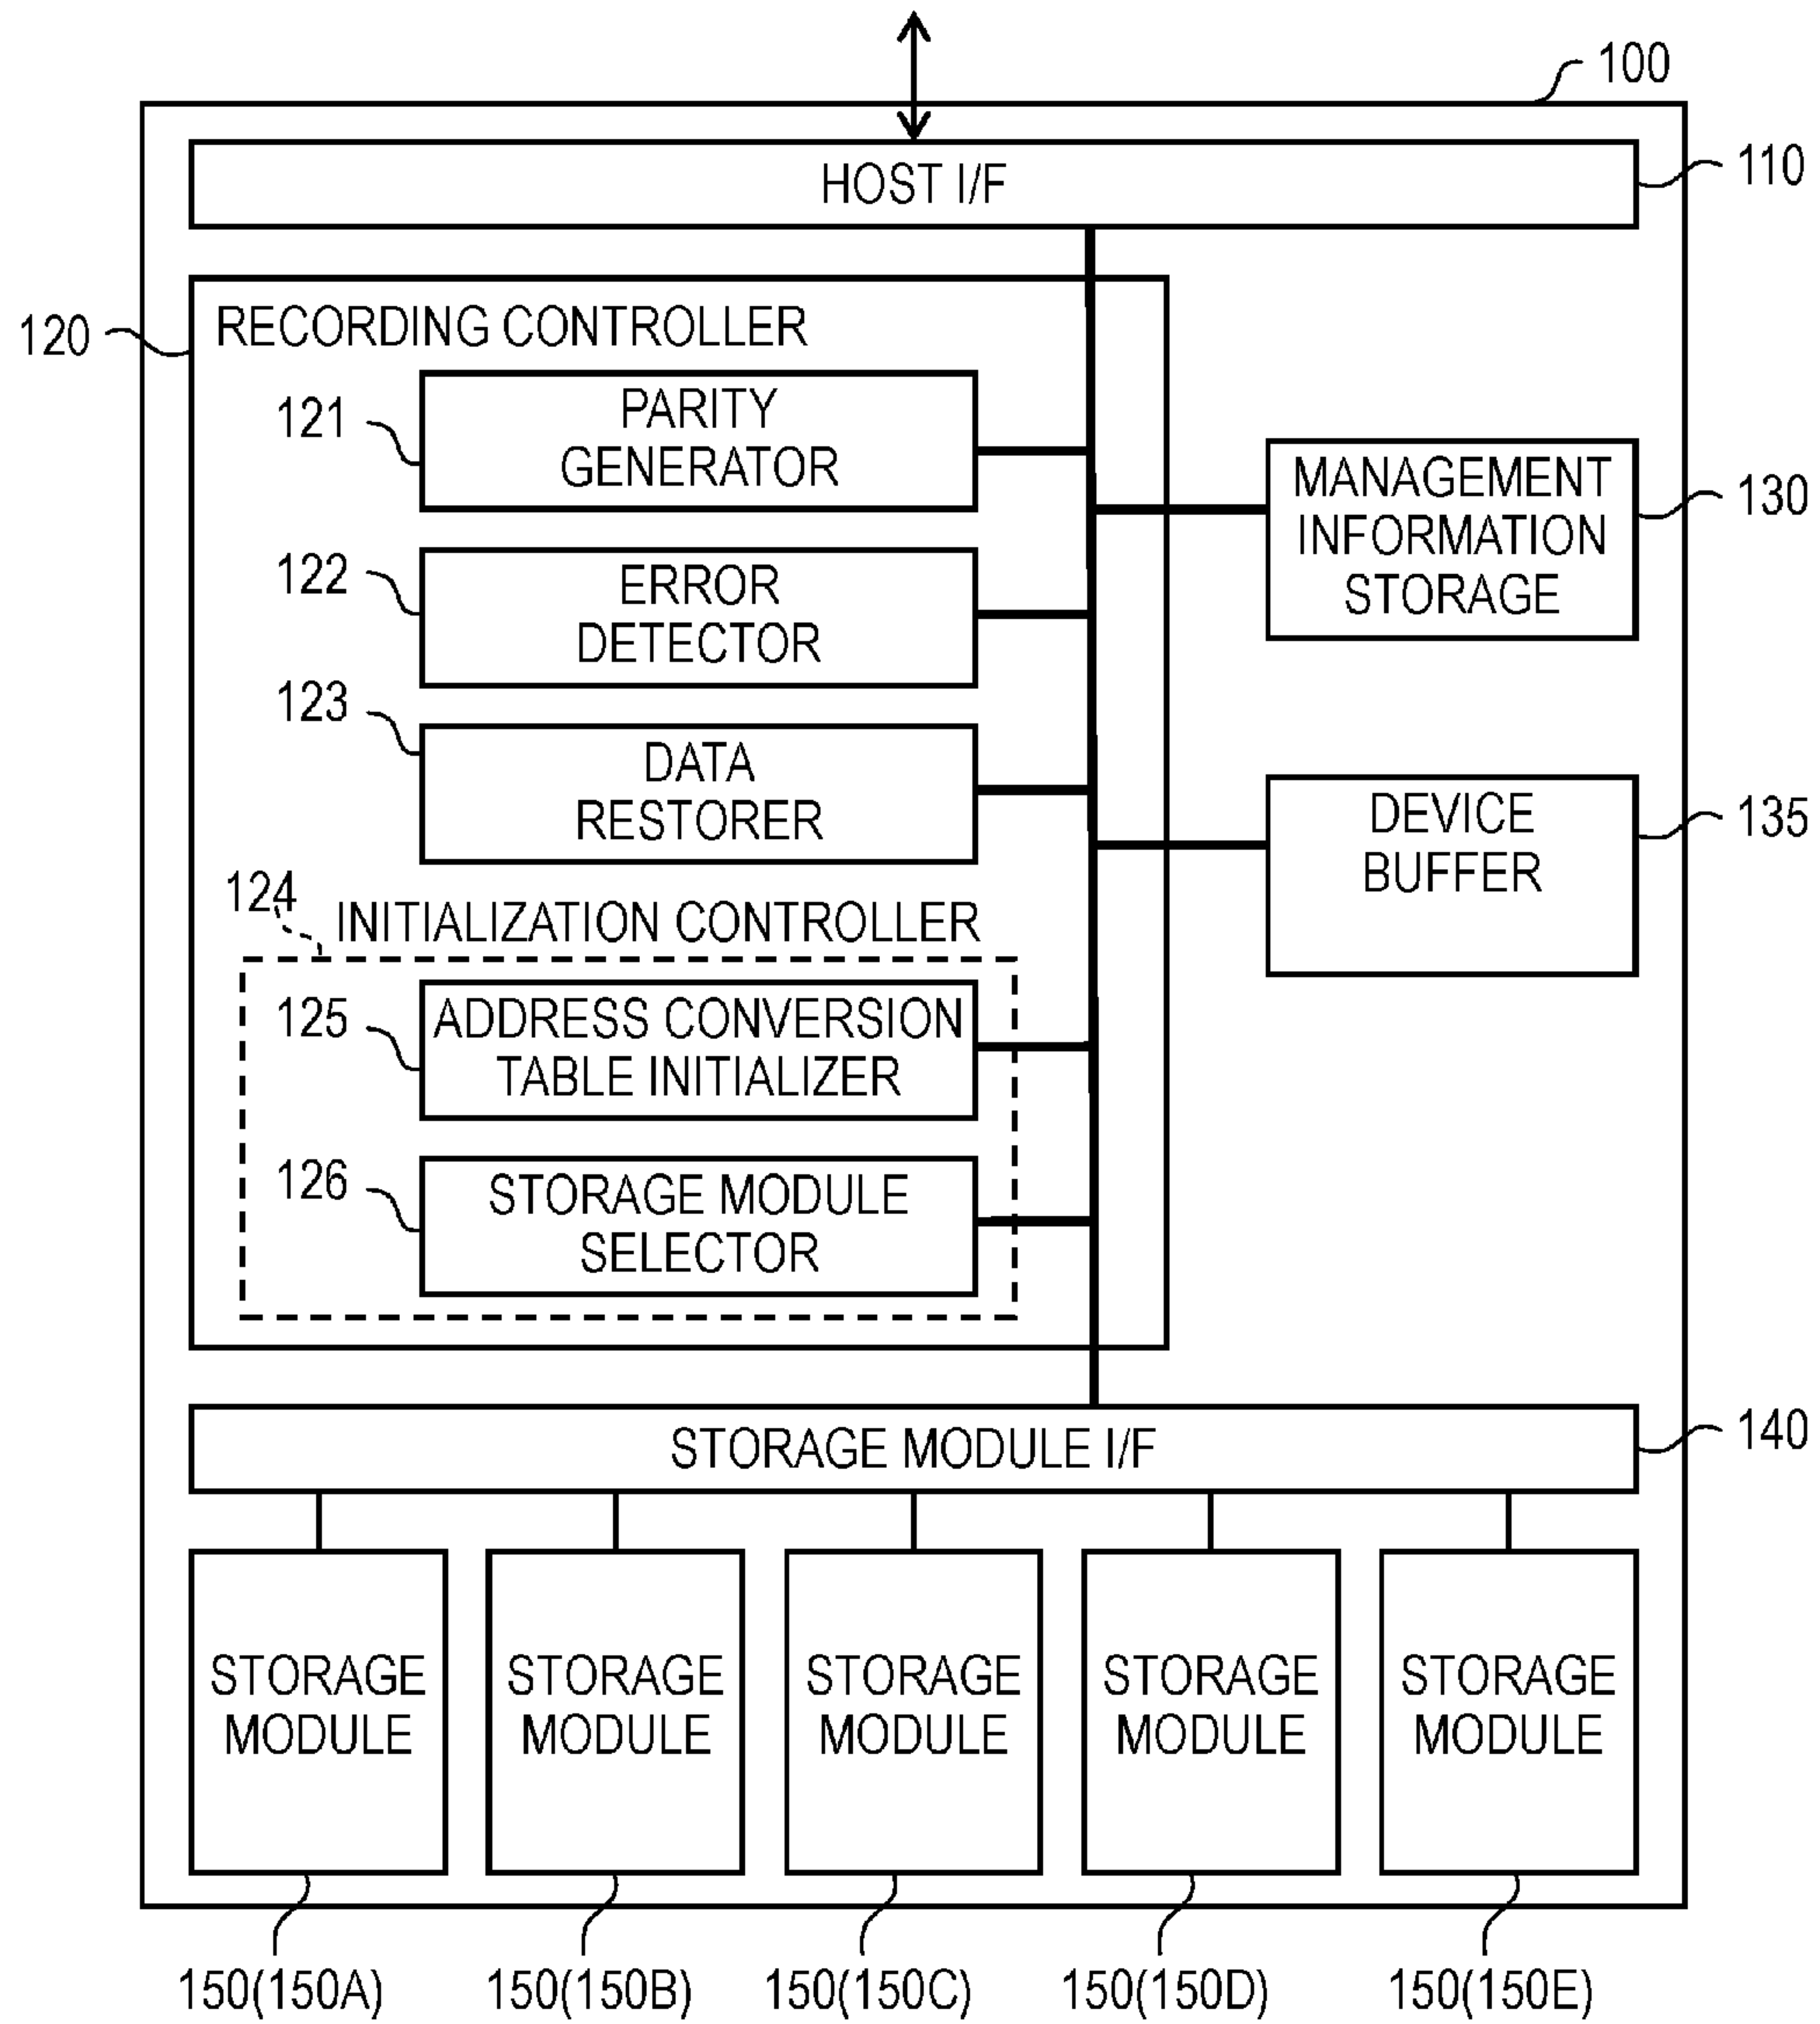 100
HOST I/F
110
RECORDING CONTROLLER
120
121
PARITY
GENERATOR
MANAGEMENT
INFORMATION
STORAGE
130
122
ERROR
DETECTOR
123
DATA
RESTORER
DEVICE
BUFFER
135
124
INITIALIZATION CONTROLLER
125
ADDRESS CONVERSION
TABLE INITIALIZER
126
STORAGE MODULE
SELECTOR
STORAGE MODULE I/F
140
STORAGE
MODULE
STORAGE
MODULE
STORAGE
MODULE
STORAGE
MODULE
STORAGE
MODULE
150(150A)
150(150B)
150(150C)
150(150D)
150(150E)